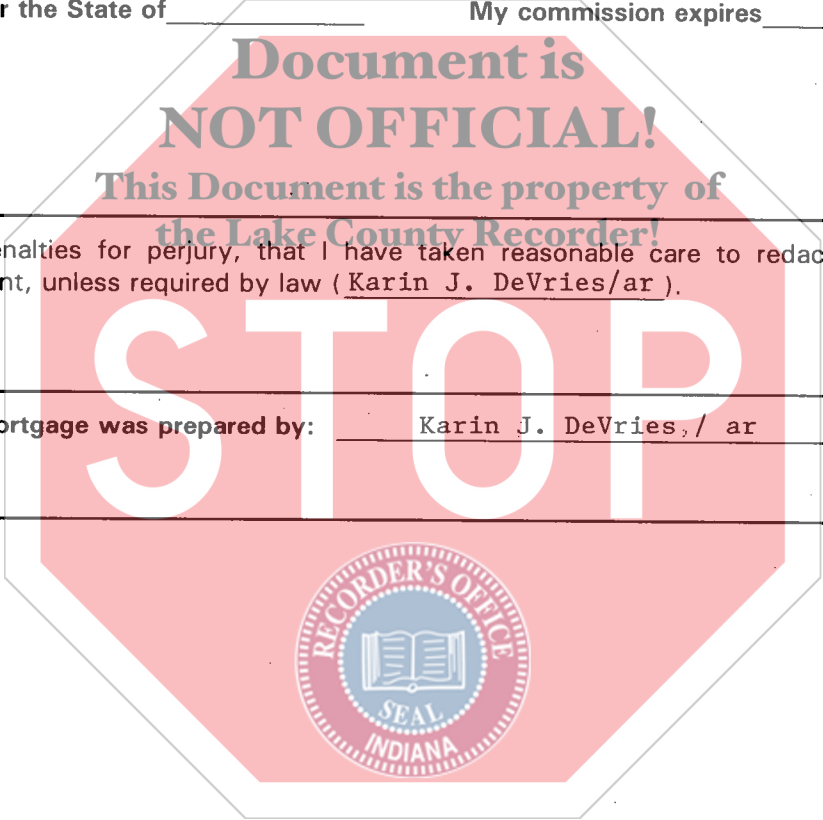 r the State of
My commission expires
Document is
NOT OFFICIAL!
This Document is the property of
the Lake County Recorder!
enalties for perjury, that I have taken reasonable care to redac
nt, unless required by law ( Karin J. DeVries/ar ).
STOP
ortgage was prepared by: Karin J. DeVries,/ ar
RECORDER'S OFFICE
SEAL
INDIANA